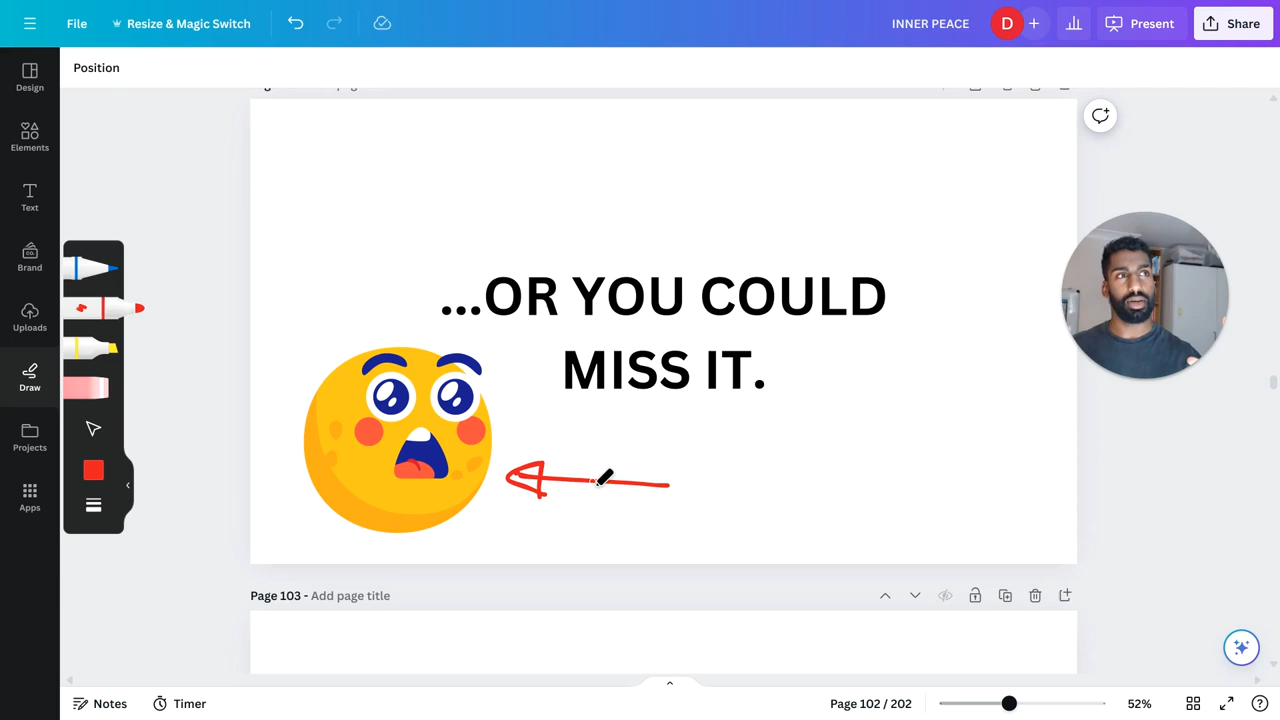 File
Resize & Magic Switch
INNER PEACE
D
Present
Share
Position
Design
Elements
Text
CO.
Brand
Uploads
Draw
Projects
Apps
...OR YOU COULD
MISS IT.
Page 103 - Add page title
Notes
Timer
Page 102 / 202
52%